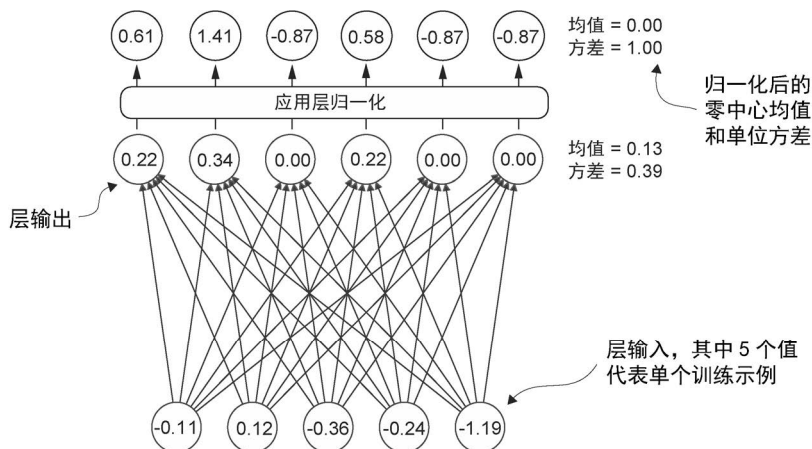 0.61 1.41 -0.87 0.58 -0.87 -0.87
均值 = 0.00
方差 = 1.00
归一化后的
零中心均值
和单位方差
应用层归一化
0.22 0.34 0.00 0.22 0.00 0.00
均值 = 0.13
方差 = 0.39
层输出
层输入，其中 5 个值
代表单个训练示例
-0.11 0.12 -0.36 -0.24 -1.19